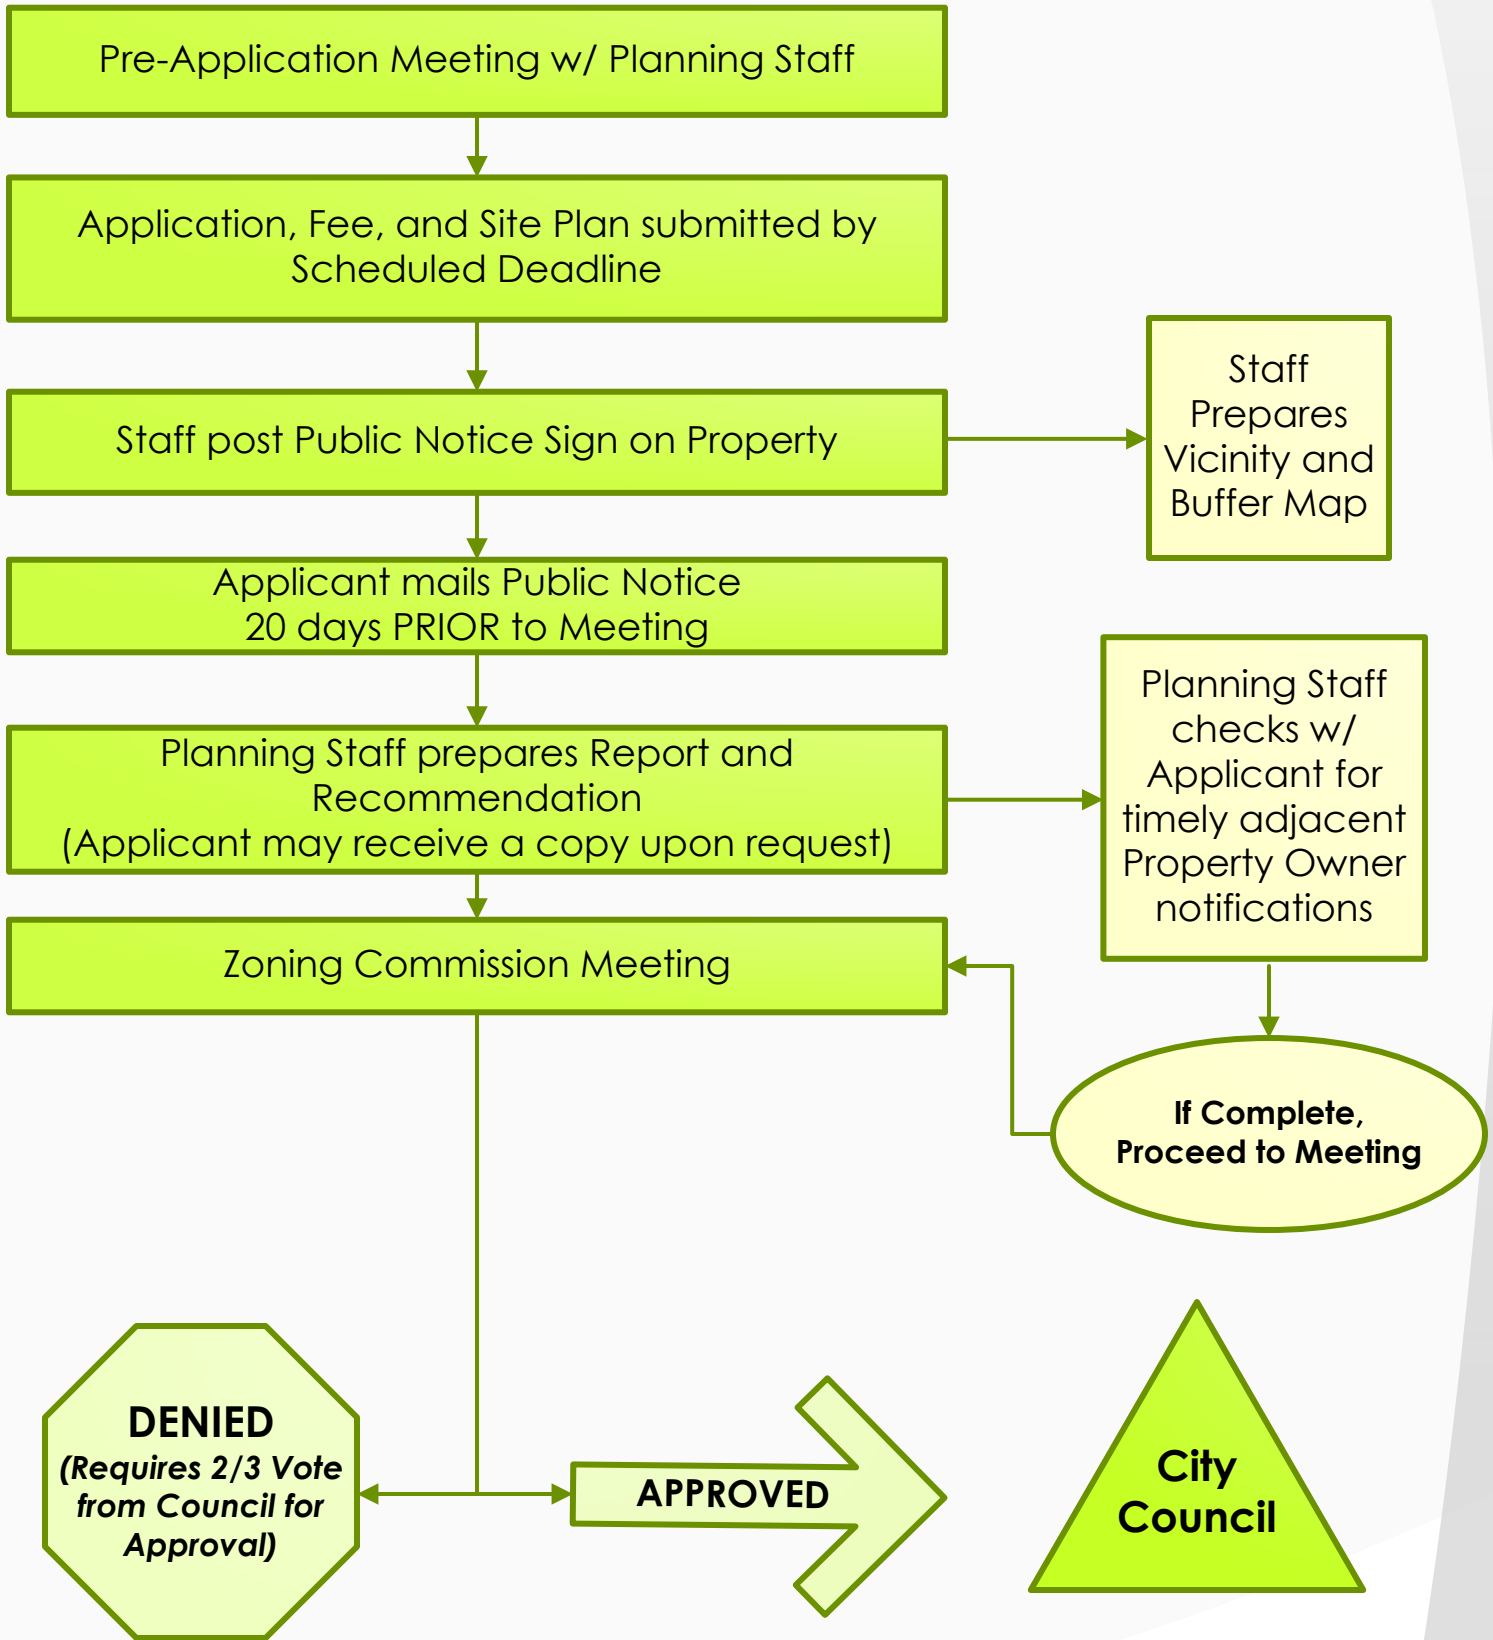 Pre-Application Meeting w/ Planning Staff
Application, Fee, and Site Plan submitted by
Scheduled Deadline
Staff post Public Notice Sign on Property
Staff
Prepares
Vicinity and
Buffer Map
Applicant mails Public Notice
20 days PRIOR to Meeting
Planning Staff prepares Report and
Recommendation
(Applicant may receive a copy upon request)
Planning Staff
checks w/
Applicant for
timely adjacent
Property Owner
notifications
Zoning Commission Meeting
If Complete,
Proceed to Meeting
DENIED
(Requires 2/3 Vote
from Council for
Approval)
APPROVED
City
Council